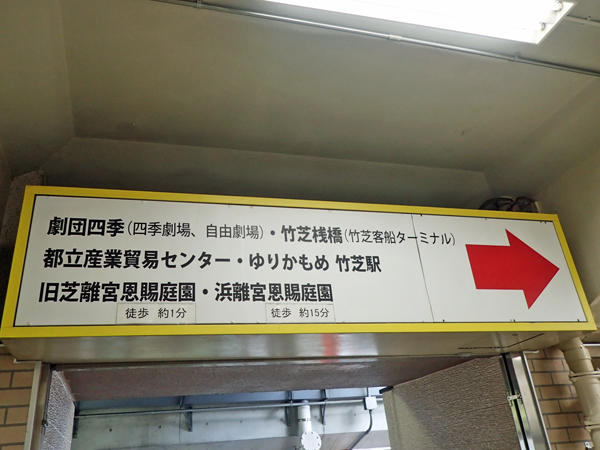 劇団四季(四季劇場、自由劇場)・竹芝桟橋(竹芝客船ターミナル)
都立産業貿易センター・ゆりかもめ 竹芝駅
旧芝離宮恩賜庭園・浜離宮恩賜庭園
徒歩 約1分 徒歩 約15分